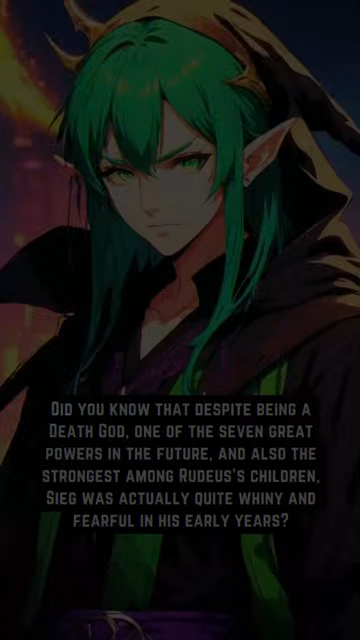 Did you know that despite being a
Death God, one of the seven great
powers in the future, and also the
strongest among Rudeus's children,
Sieg was actually quite whiny and
fearful in his early years?